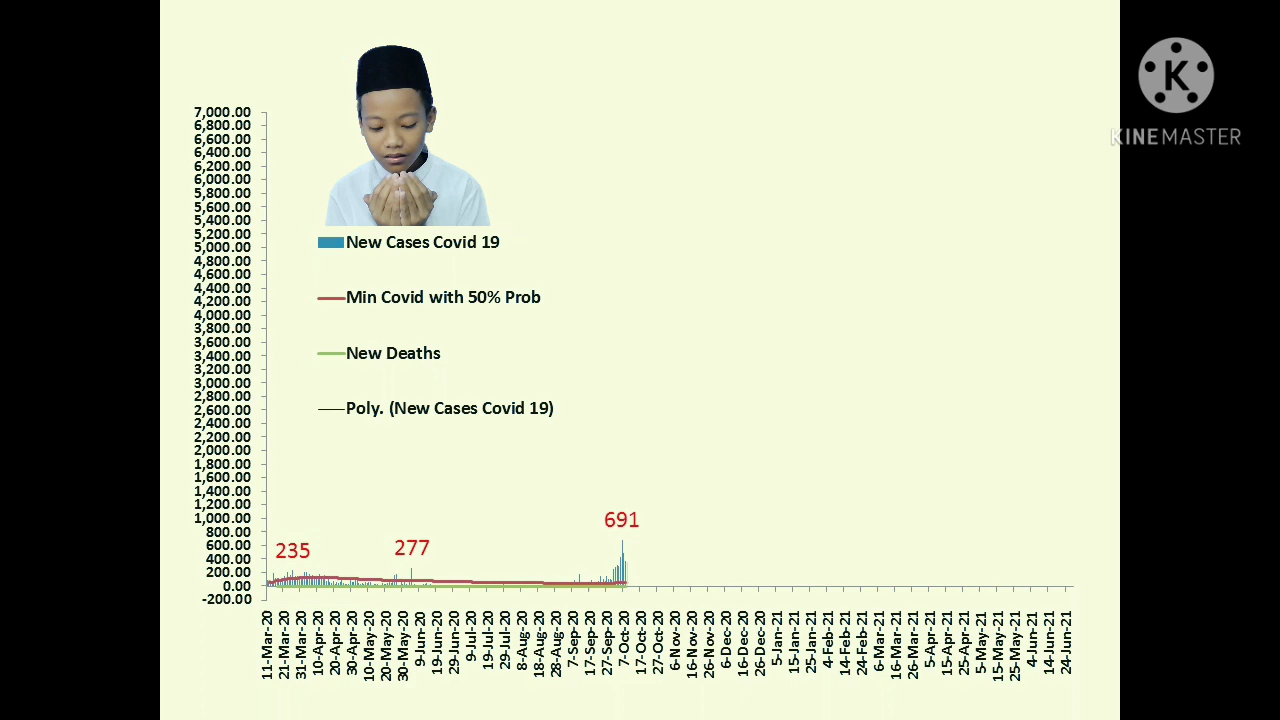 K
KINEMASTER
7,000.00
6,800.00
6,600.00
6,400.00
6,200.00
6,000.00
5,800.00
5,600.00
5,400.00
5,200.00
5,000.00
4,800.00
4,600.00
4,400.00
4,200.00
4,000.00
3,800.00
3,600.00
3,400.00
3,200.00
3,000.00
2,800.00
2,600.00
2,400.00
2,200.00
2,000.00
1,800.00
1,600.00
1,400.00
1,200.00
1,000.00
800.00
600.00
400.00
200.00
0.00
-200.00
New Cases Covid 19
Min Covid with 50% Prob
New Deaths
Poly. (New Cases Covid 19)
235
277
691
11-Mar-20
21-Mar-20
31-Mar-20
10-Apr-20
20-Apr-20
30-Apr-20
10-May-20
20-May-20
30-May-20
9-Jun-20
19-Jun-20
29-Jun-20
9-Jul-20
19-Jul-20
29-Jul-20
8-Aug-20
18-Aug-20
28-Aug-20
7-Sep-20
17-Sep-20
27-Sep-20
7-Oct-20
17-Oct-20
27-Oct-20
6-Nov-20
16-Nov-20
26-Nov-20
6-Dec-20
16-Dec-20
26-Dec-20
5-Jan-21
15-Jan-21
25-Jan-21
4-Feb-21
14-Feb-21
24-Feb-21
6-Mar-21
16-Mar-21
26-Mar-21
5-Apr-21
15-Apr-21
25-Apr-21
5-May-21
15-May-21
25-May-21
4-Jun-21
14-Jun-21
24-Jun-21